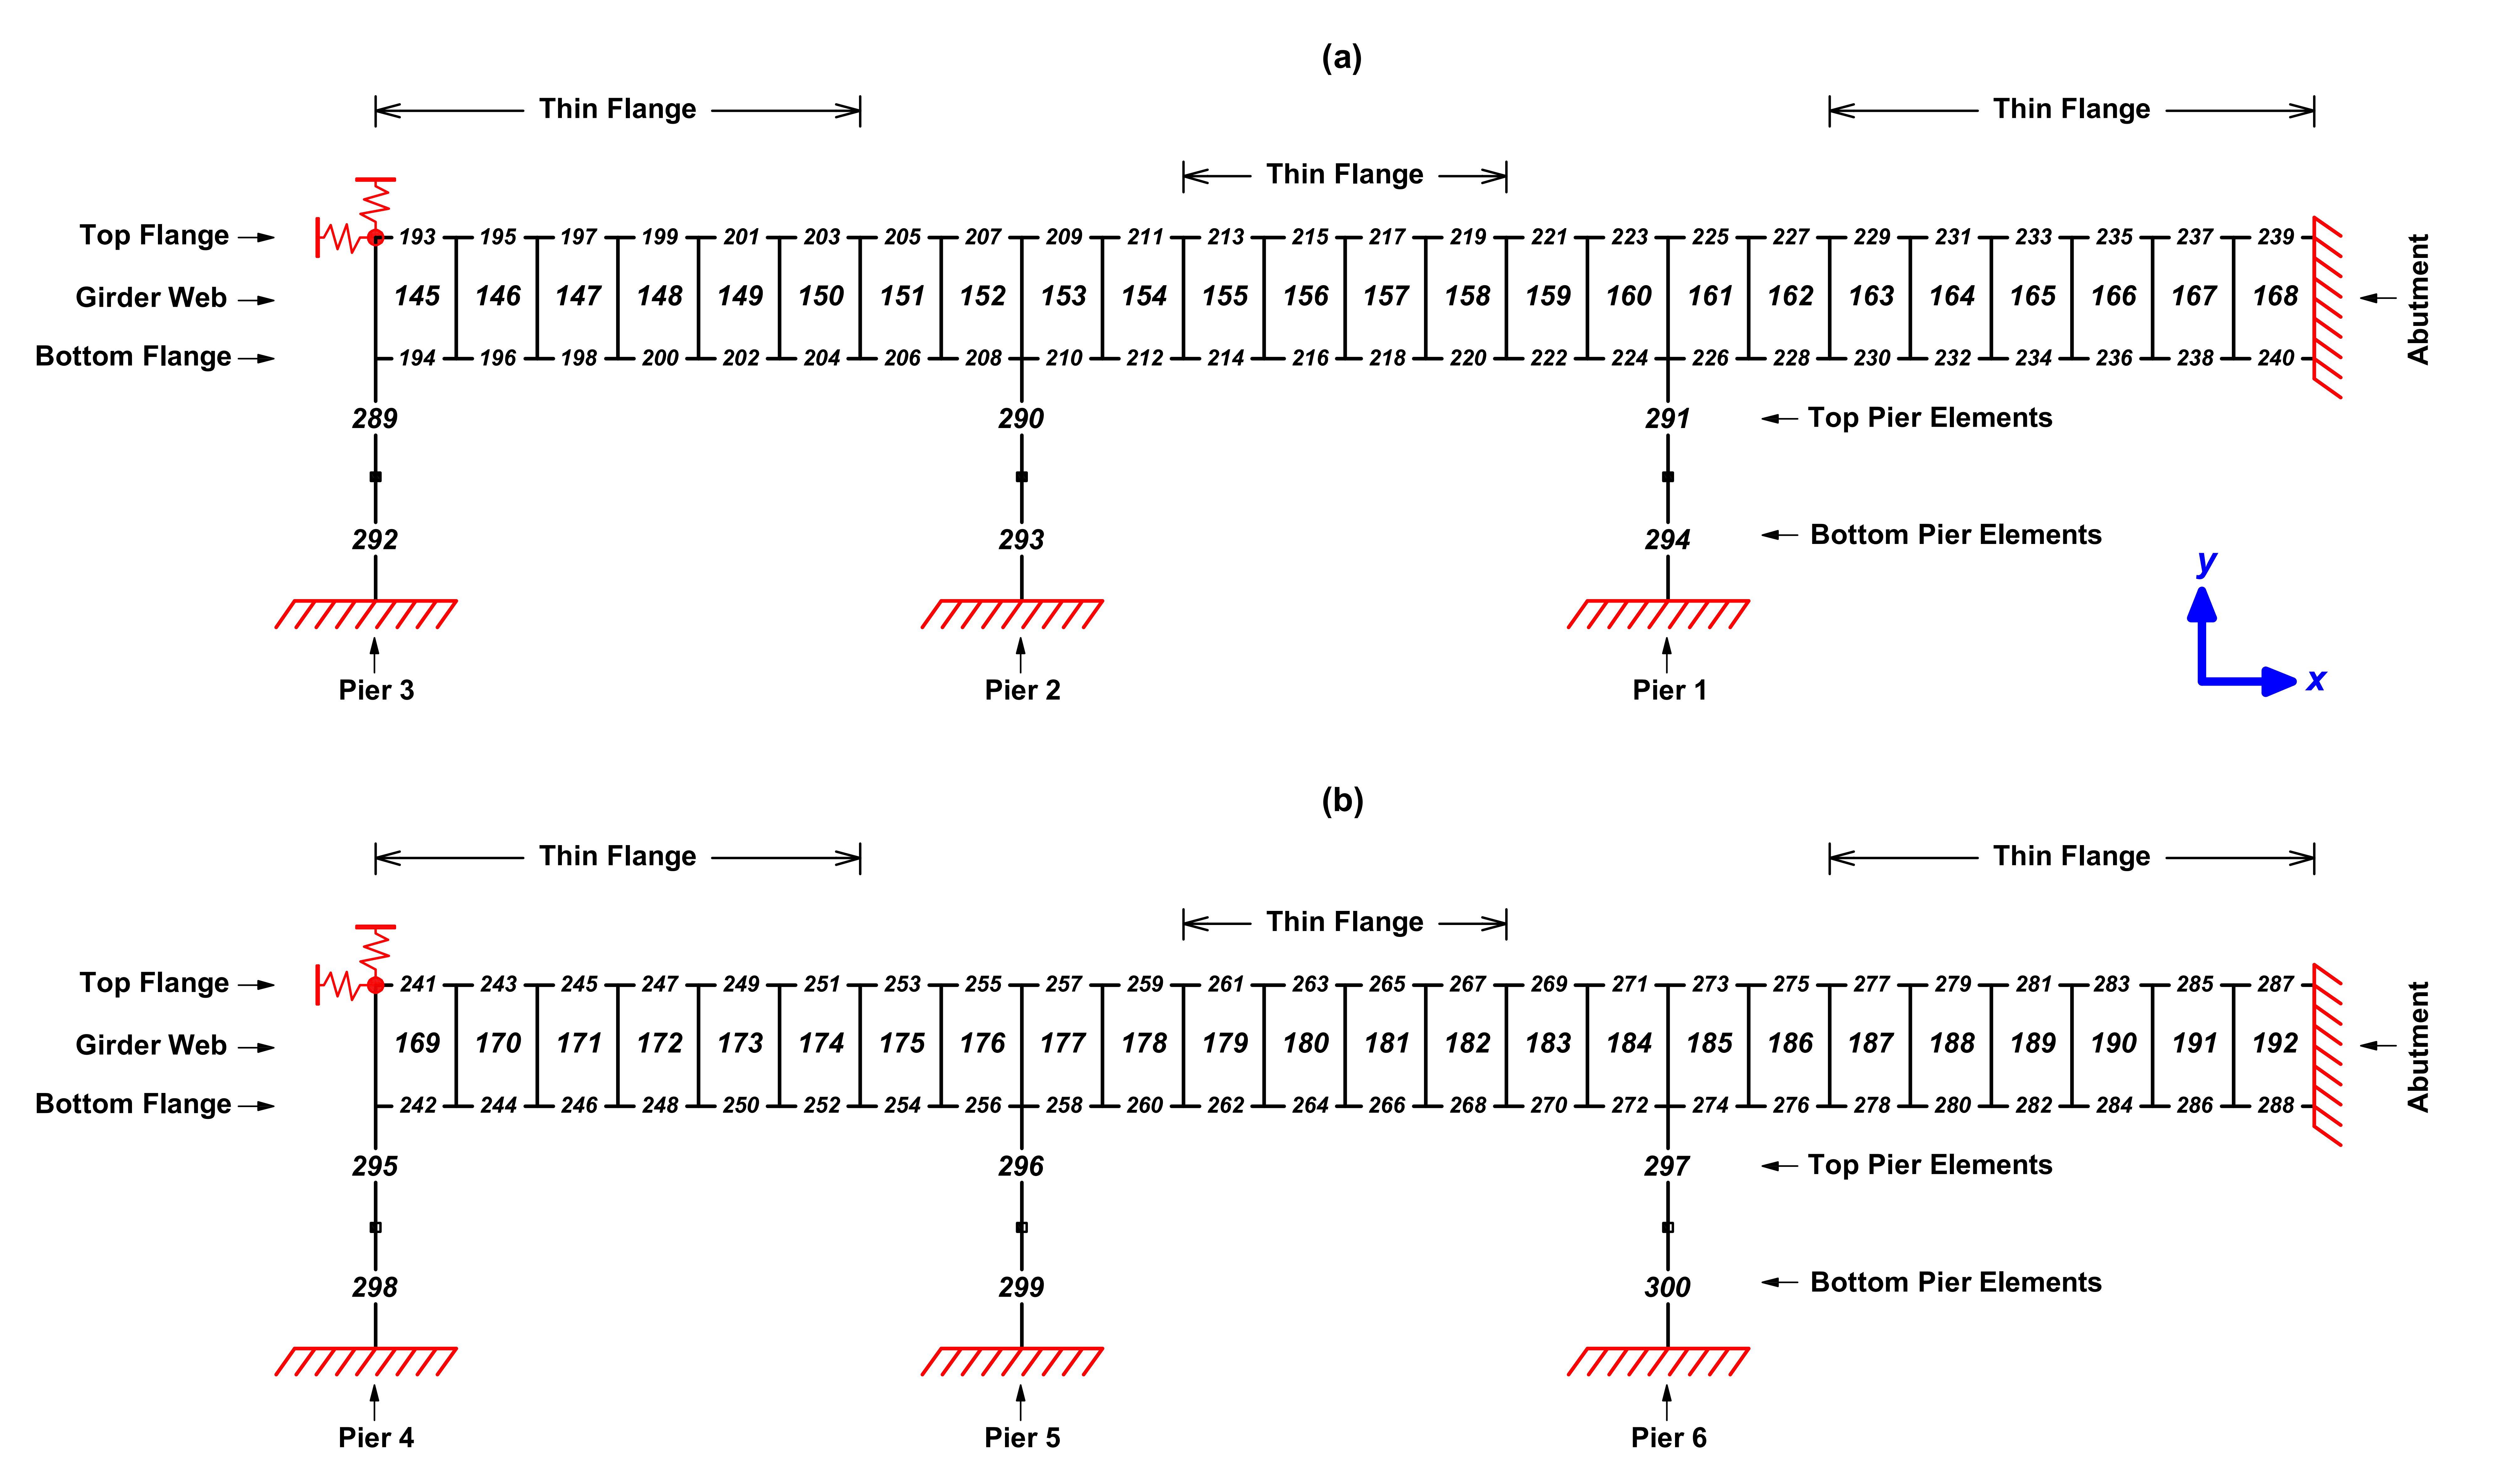 (a)
Thin Flange Thin Flange
Thin Flange
Top Flange 193 195 197 199 201 203 205 207 209 211 213 215 217 219 221 223 225 227 229 231 233 235 237 239
Girder Web 145 146 147 148 149 150 151 152 153 154 155 156 157 158 159 160 161 162 163 164 165 166 167 168 Abutment
Bottom Flange 194 196 198 200 202 204 206 208 210 212 214 216 218 220 222 224 226 228 230 232 234 236 238 240
289 290 291 Top Pier Elements
292 293 294 Bottom Pier Elements
y
x
Pier 3 Pier 2 Pier 1
(b)
Thin Flange Thin Flange
Thin Flange
Top Flange 241 243 245 247 249 251 253 255 257 259 261 263 265 267 269 271 273 275 277 279 281 283 285 287
Girder Web 169 170 171 172 173 174 175 176 177 178 179 180 181 182 183 184 185 186 187 188 189 190 191 192 Abutment
Bottom Flange 242 244 246 248 250 252 254 256 258 260 262 264 266 268 270 272 274 276 278 280 282 284 286 288
295 296 297 Top Pier Elements
298 299 300 Bottom Pier Elements
Pier 4 Pier 5 Pier 6